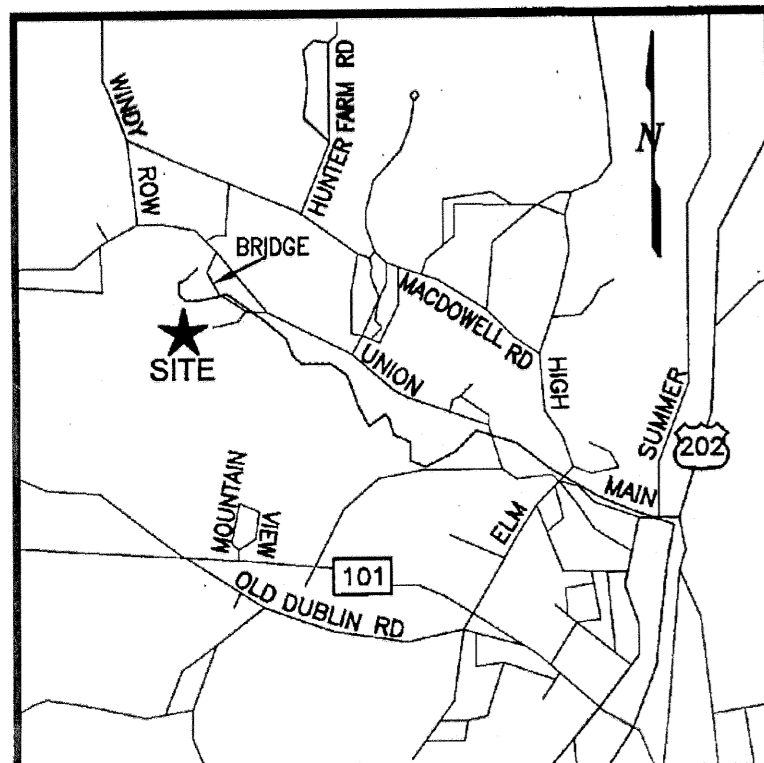 WINDY
ROW
HUNTER FARM RD
N
BRIDGE
MACDOWELL RD
SITE
UNION
HIGH
SUMMER
202
MAIN
MOUNTAIN
VIEW
ELM
101
OLD DUBLIN RD